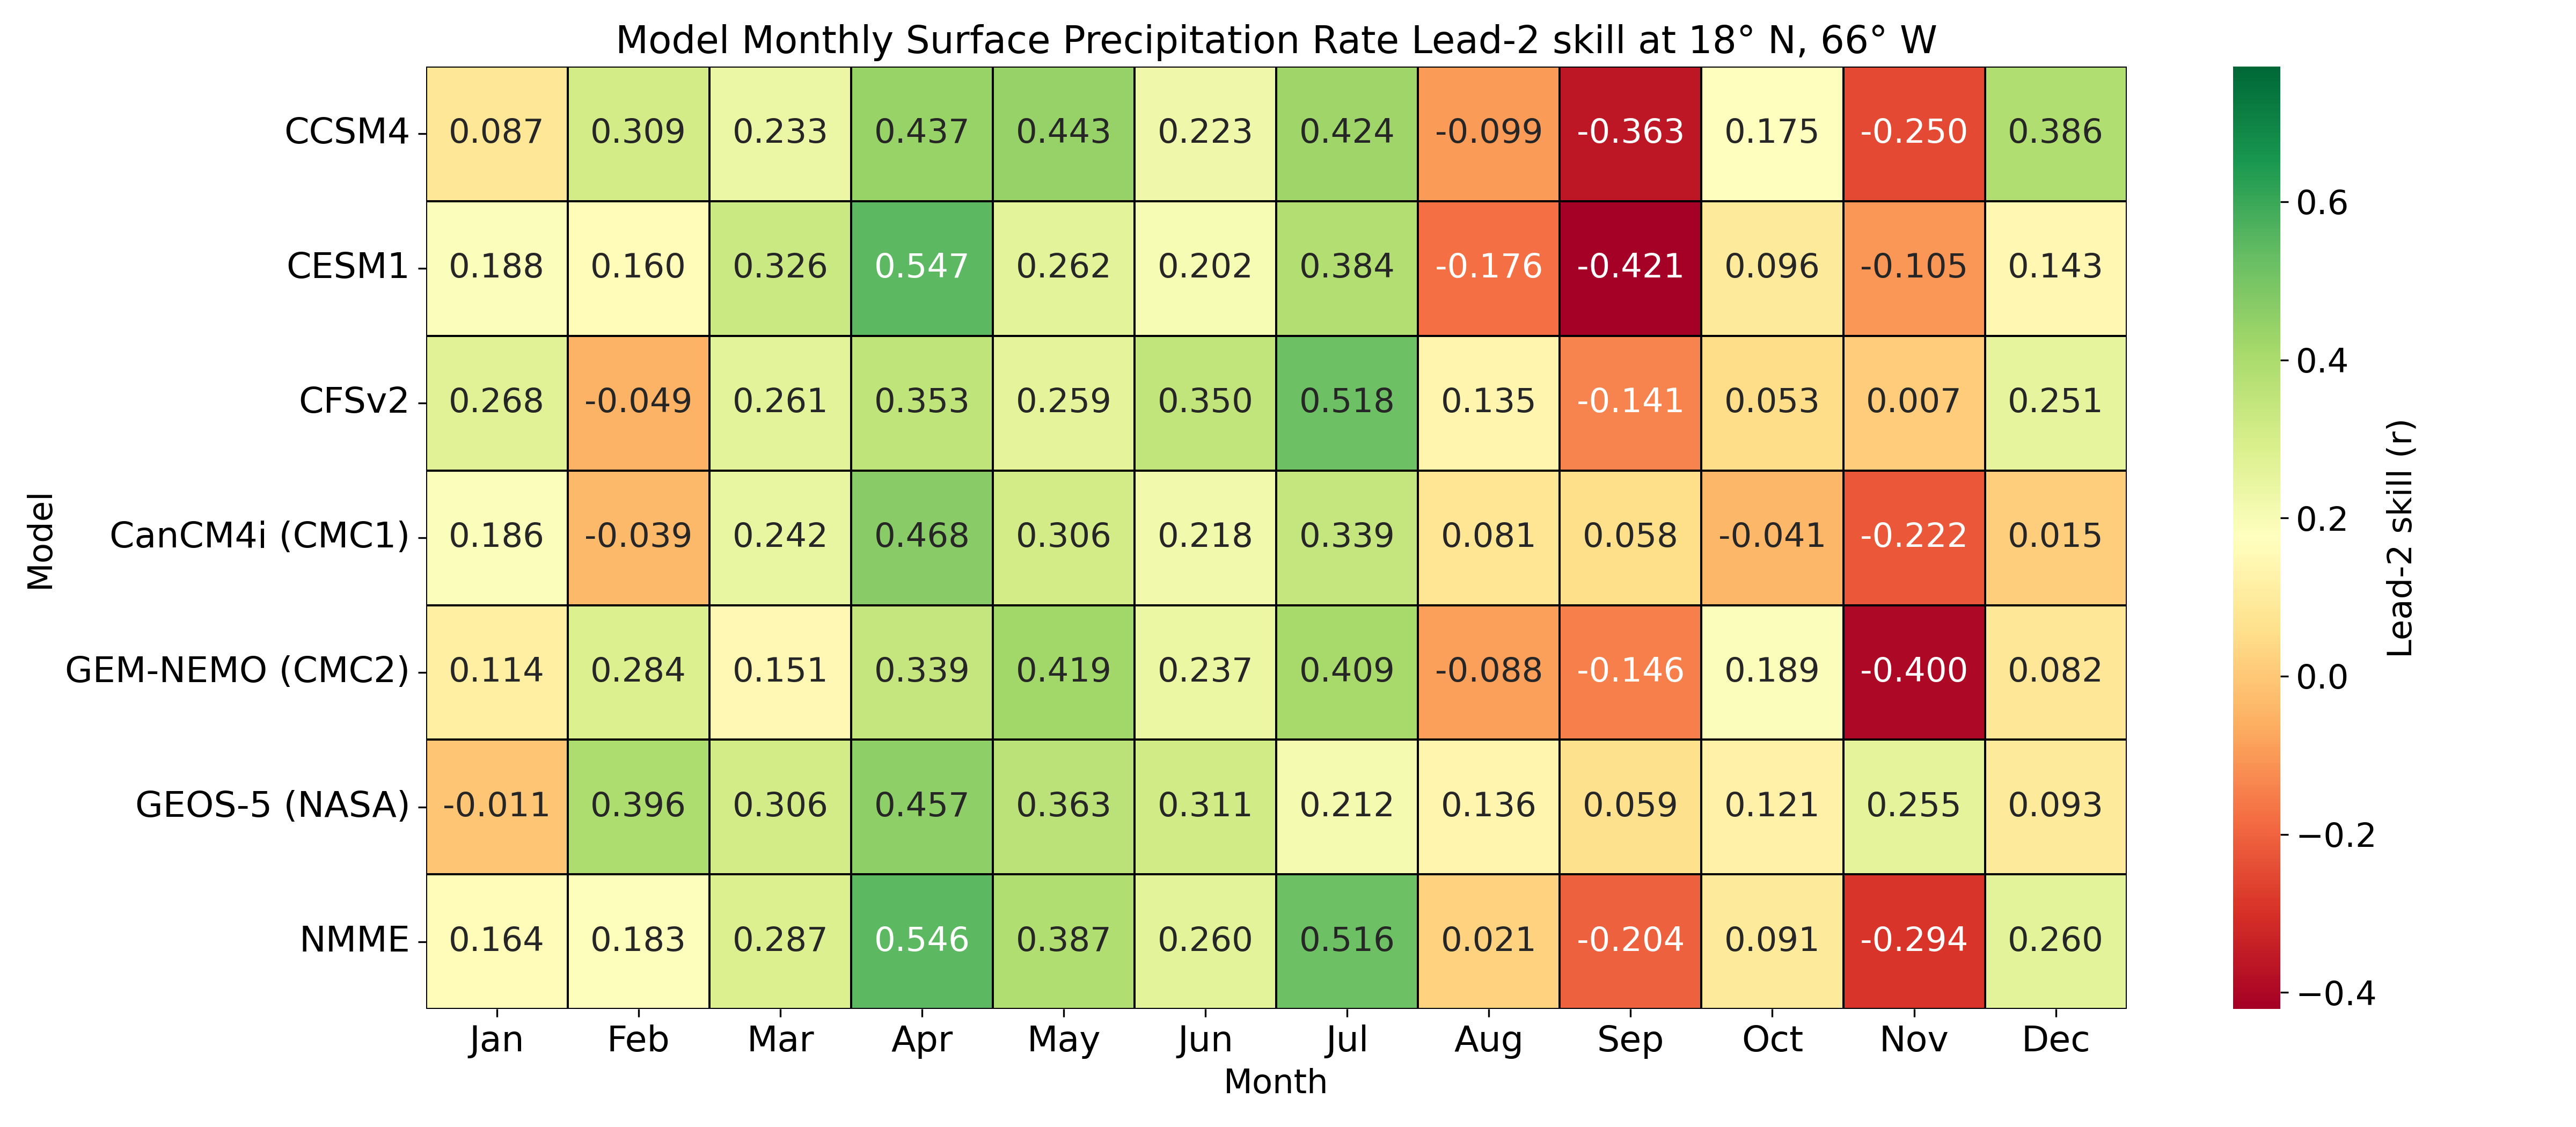 Model Monthly Surface Precipitation Rate Lead-2 skill at 18° N, 66° W
CCSM4 0.087 0.309 0.233 0.437 0.443 0.223 0.424 -0.099 -0.363 0.175 -0.250 0.386
CESM1 0.188 0.160 0.326 0.547 0.262 0.202 0.384 -0.176 -0.421 0.096 -0.105 0.143
CFSv2 0.268 -0.049 0.261 0.353 0.259 0.350 0.518 0.135 -0.141 0.053 0.007 0.251
CanCM4i (CMC1) 0.186 -0.039 0.242 0.468 0.306 0.218 0.339 0.081 0.058 -0.041 -0.222 0.015
GEM-NEMO (CMC2) 0.114 0.284 0.151 0.339 0.419 0.237 0.409 -0.088 -0.146 0.189 -0.400 0.082
GEOS-5 (NASA) -0.011 0.396 0.306 0.457 0.363 0.311 0.212 0.136 0.059 0.121 0.255 0.093
NMME 0.164 0.183 0.287 0.546 0.387 0.260 0.516 0.021 -0.204 0.091 -0.294 0.260
Jan Feb Mar Apr May Jun Jul Aug Sep Oct Nov Dec
Month
Model
0.6
0.4
0.2
0.0
−0.2
−0.4
Lead-2 skill (r)